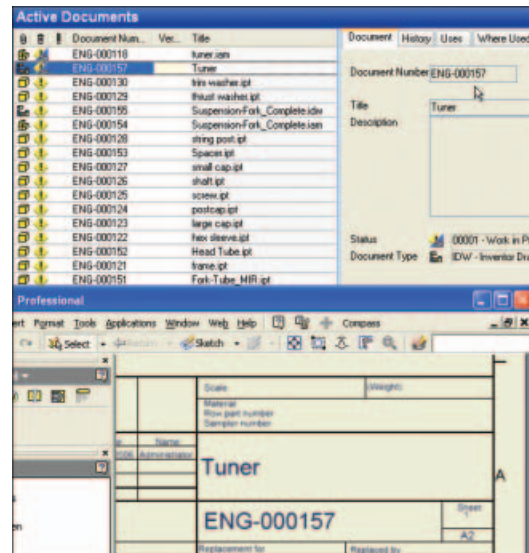 Active Documents
Document Num... Ver... Title
ENG-000118 tuner.iam
ENG-000157 Tuner
ENG-000130 trim washer.ipt
ENG-000129 thrust washer.ipt
ENG-000155 Suspension-Fork_Complete.idw
ENG-000154 Suspension-Fork_Complete.iam
ENG-000128 string post.ipt
ENG-000153 Spacer.ipt
ENG-000127 small cap.ipt
ENG-000126 shaft.ipt
ENG-000125 screw.ipt
ENG-000124 postcap.ipt
ENG-000123 large cap.ipt
ENG-000122 hex sleeve.ipt
ENG-000152 Head Tube.ipt
ENG-000121 frame.ipt
ENG-000151 Fork-Tube_MIR.ipt
Document History Uses Where Used
Document Number ENG-000157
Title Tuner
Description
Status 00001 - Work in P
Document Type IDW - Inventor Dra
Professional
ert Format Tools Applications Window Web Help Compass
Select Sketch
Scale (Weight)
Material
Raw part number
Sampler number
Name
Administrator
Tuner
A
ENG-000157
Sheet
A2
Replacement for Replaced by